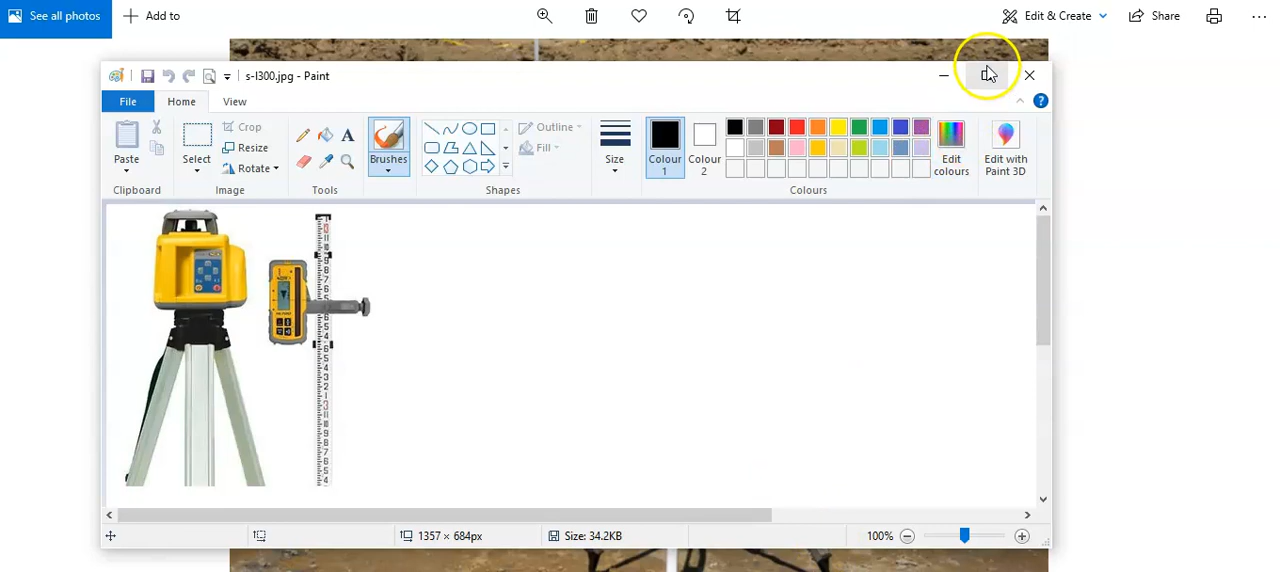 See all photos
Add to
Edit & Create
Share
s-l300.jpg - Paint
File
Home
View
Paste
Select
Crop
Resize
Rotate
Brushes
Outline
Fill
Size
Colour 1
Colour 2
Edit colours
Edit with Paint 3D
Clipboard
Image
Tools
Shapes
Colours
1357 × 684px
Size: 34.2KB
100%